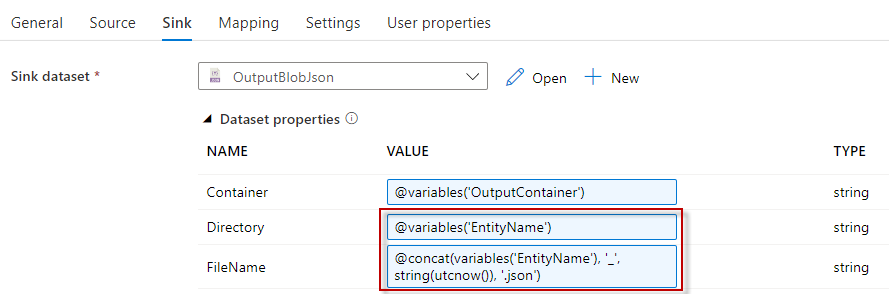 General Source Sink Mapping Settings User properties
Sink dataset * OutputBlobJson Open New
Dataset properties
NAME VALUE TYPE
Container @variables('OutputContainer') string
Directory @variables('EntityName') string
FileName @concat(variables('EntityName'), '_', string
string(utcnow()), '.json')